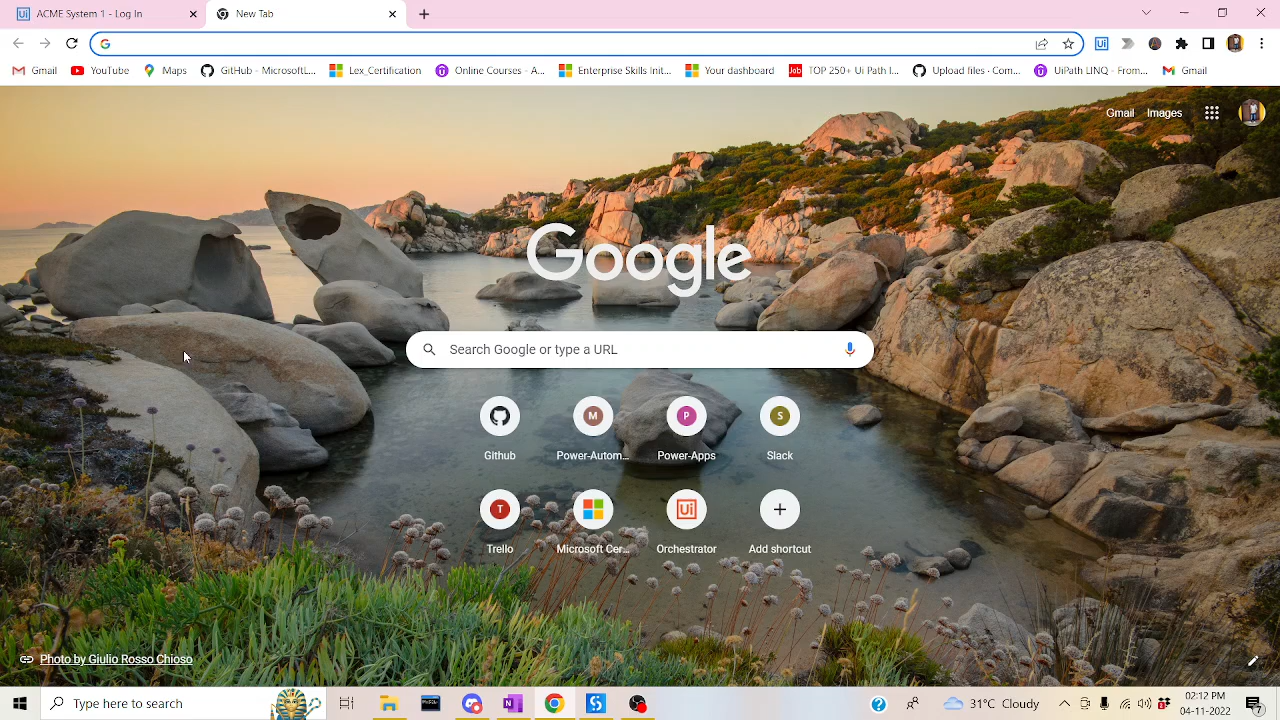 ACME System 1 - Log In
New Tab
Gmail
YouTube
Maps
GitHub - MicrosoftL...
Lex_Certification
Online Courses - A...
Enterprise Skills Init...
Your dashboard
TOP 250+ Ui Path I...
Upload files · Com...
UiPath LINQ - From...
Gmail
Gmail
Images
Google
Search Google or type a URL
Github
Power-Autom...
Power-Apps
Slack
Trello
Microsoft Cer...
Orchestrator
Add shortcut
Photo by Giulio Rosso Chioso
Type here to search
31°C Cloudy
02:12 PM
04-11-2022